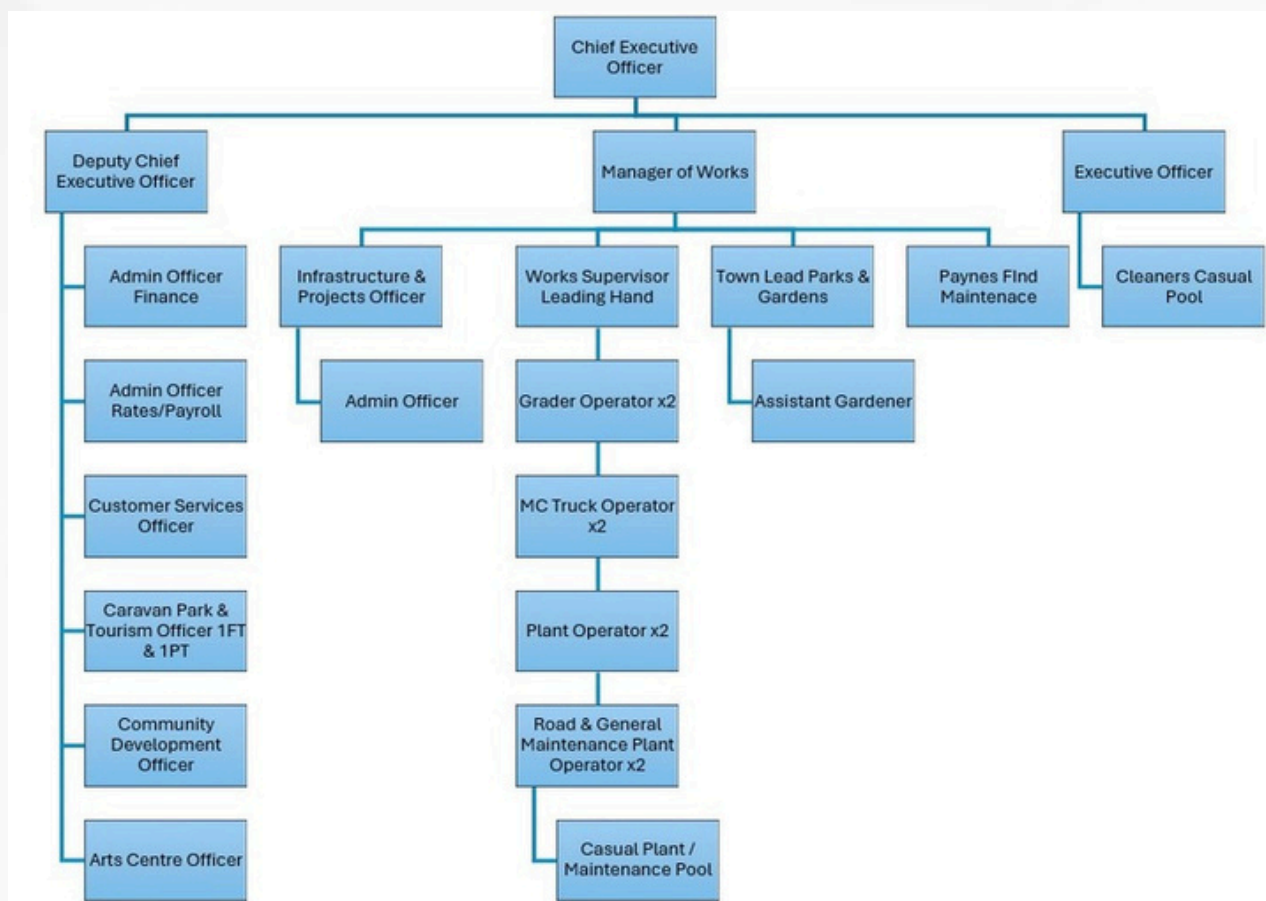 Chief Executive
Officer
Deputy Chief
Executive Officer
Manager of Works
Executive Officer
Admin Officer
Finance
Infrastructure &
Projects Officer
Works Supervisor
Leading Hand
Town Lead Parks &
Gardens
Paynes FInd
Maintenace
Cleaners Casual
Pool
Admin Officer
Rates/Payroll
Admin Officer
Grader Operator x2
Assistant Gardener
Customer Services
Officer
MC Truck Operator
x2
Caravan Park &
Tourism Officer 1FT
& 1PT
Plant Operator x2
Community
Development
Officer
Road & General
Maintenance Plant
Operator x2
Arts Centre Officer
Casual Plant /
Maintenance Pool